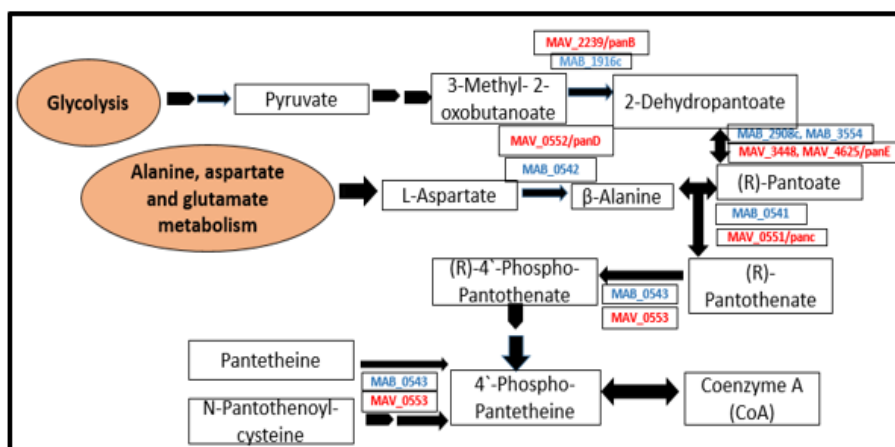 MAV_2239/panB
MAB_1916c
Glycolysis
Pyruvate
3-Methyl- 2-
oxobutanoate
2-Dehydropantoate
MAV_0552/panD
MAB_2908c, MAB_3554
MAV_3448, MAV_4625/panE
Alanine, aspartate
and glutamate
metabolism
MAB_0542
L-Aspartate
β-Alanine
(R)-Pantoate
MAB_0541
MAV_0551/panc
(R)-4`-Phospho-
Pantothenate
(R)-
Pantothenate
MAB_0543
MAV_0553
Pantetheine
MAB_0543
MAV_0553
N-Pantothenoyl-
cysteine
4`-Phospho-
Pantetheine
Coenzyme A
(CoA)